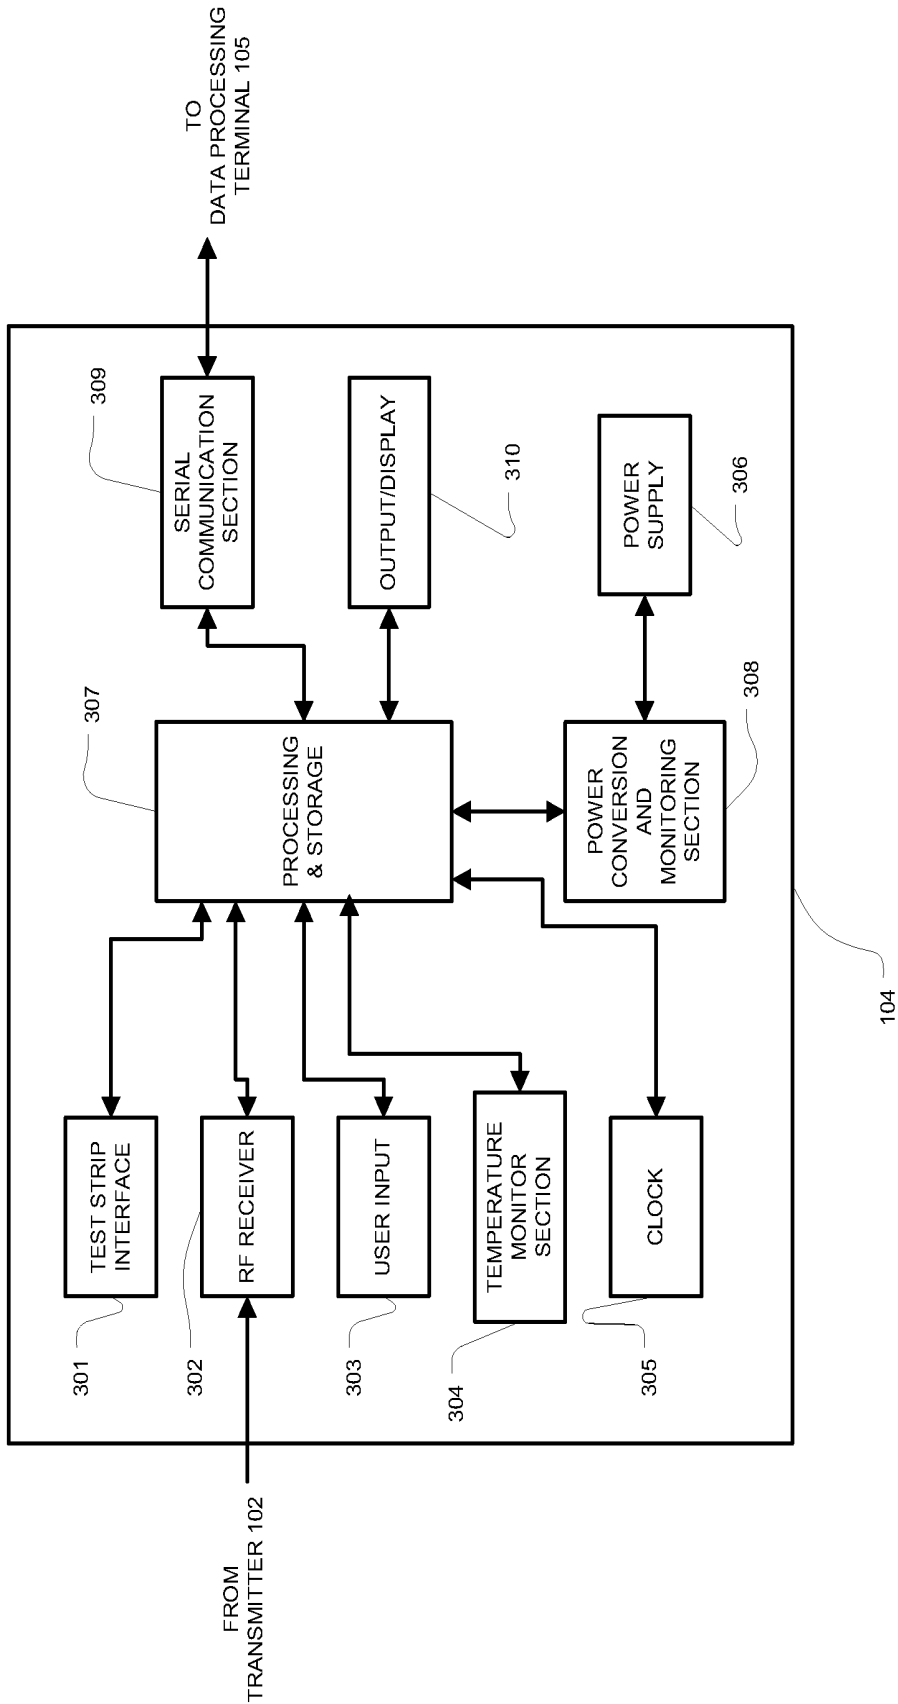 FROM
TRANSMITTER 102
301
TEST STRIP
INTERFACE
302
RF RECEIVER
303
USER INPUT
304
TEMPERATURE
MONITOR
SECTION
305
CLOCK
307
PROCESSING
& STORAGE
309
SERIAL
COMMUNICATION
SECTION
TO
DATA PROCESSING
TERMINAL 105
OUTPUT/DISPLAY
310
POWER
CONVERSION
AND
MONITORING
SECTION
308
POWER
SUPPLY
306
104